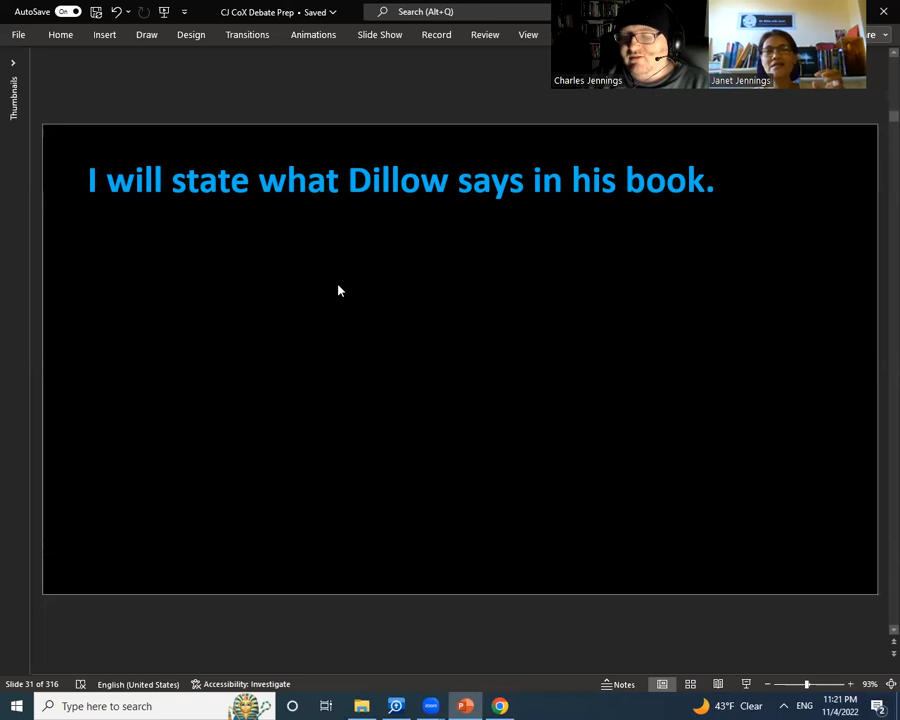 AutoSave On CJ CoX Debate Prep • Saved Search (Alt+Q)
File Home Insert Draw Design Transitions Animations Slide Show Record Review View
Charles Jennings Janet Jennings
Thumbnails
I will state what Dillow says in his book.
Slide 31 of 316 English (United States) Accessibility: Investigate Notes 93%
Type here to search 43°F Clear ENG 11:21 PM
11/4/2022 2